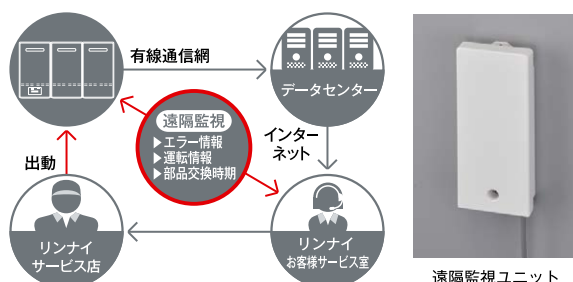 有線通信網
データセンター
遠隔監視
▶エラー情報
▶運転情報
▶部品交換時期
インター
ネット
出動
リンナイ
サービス店
リンナイ
お客様サービス室
遠隔監視ユニット